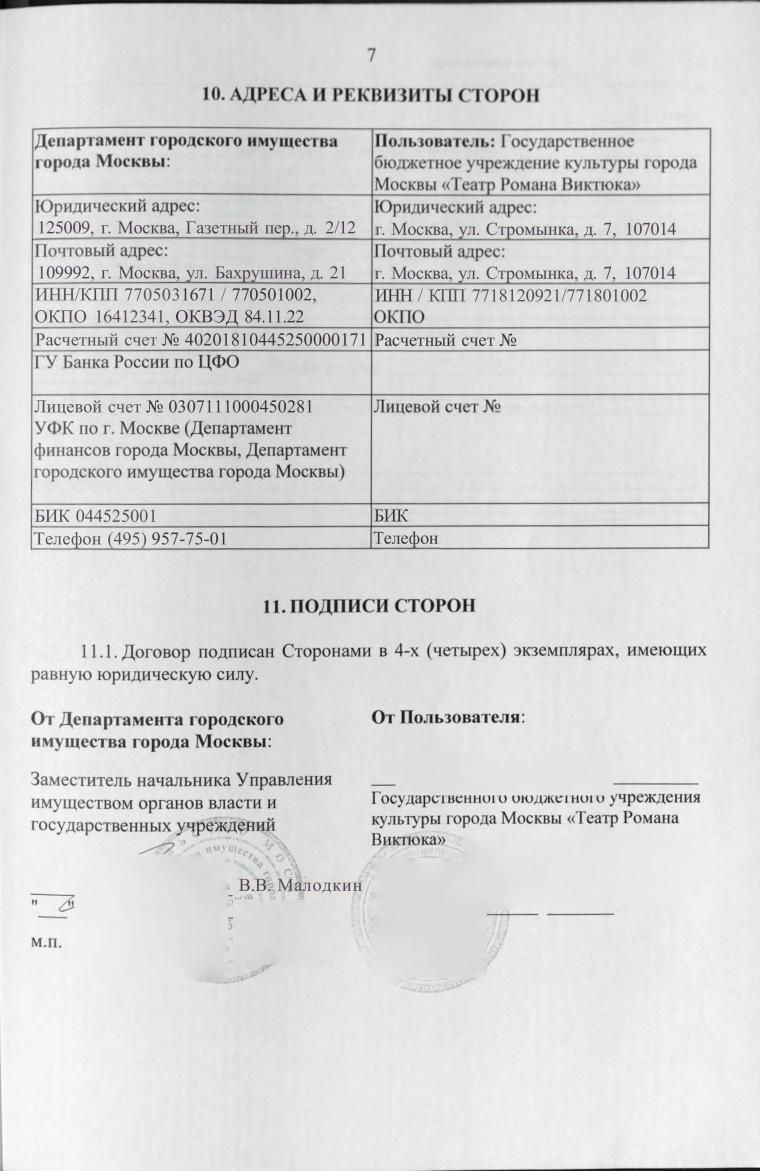 7
10. АДРЕСА И РЕКВИЗИТЫ СТОРОН
Департамент городского имущества
города Москвы:
Пользователь: Государственное
бюджетное учреждение культуры города
Москвы «Театр Романа Виктюка»
Юридический адрес:
125009, г. Москва, Газетный пер., д. 2/12
Юридический адрес:
г. Москва, ул. Стромынка, д. 7, 107014
Почтовый адрес:
109992, г. Москва, ул. Бахрушина, д. 21
Почтовый адрес:
г. Москва, ул. Стромынка, д. 7, 107014
ИНН/КПП 7705031671 / 770501002,
ОКПО 16412341, ОКВЭД 84.11.22
ИНН / КПП 7718120921/771801002
ОКПО
Расчетный счет № 40201810445250000171
Расчетный счет №
ГУ Банка России по ЦФО
Лицевой счет № 0307111000450281
УФК по г. Москве (Департамент
финансов города Москвы, Департамент
городского имущества города Москвы)
Лицевой счет №
БИК 044525001
БИК
Телефон (495) 957-75-01
Телефон
11. ПОДПИСИ СТОРОН
11.1. Договор подписан Сторонами в 4-х (четырех) экземплярах, имеющих
равную юридическую силу.
От Департамента городского
имущества города Москвы:
От Пользователя:
Заместитель начальника Управления
имуществом органов власти и
государственных учреждений
Государственного бюджетного учреждения
культуры города Москвы «Театр Романа
Виктюка»
имущества
В.В. Малодкин
м.п.